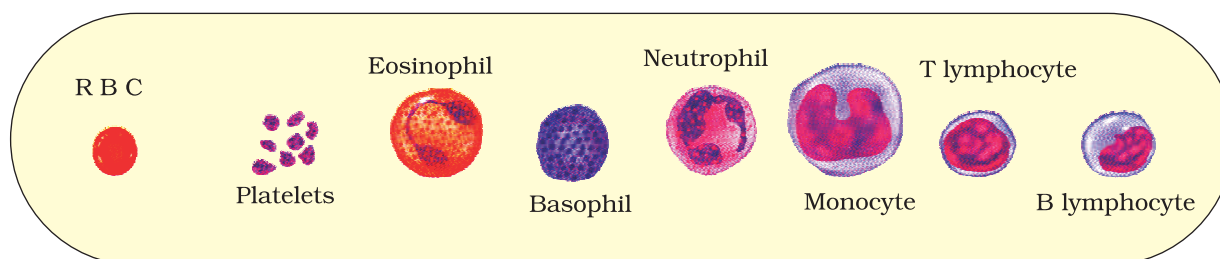 R B C
Platelets
Eosinophil
Basophil
Neutrophil
Monocyte
T lymphocyte
B lymphocyte